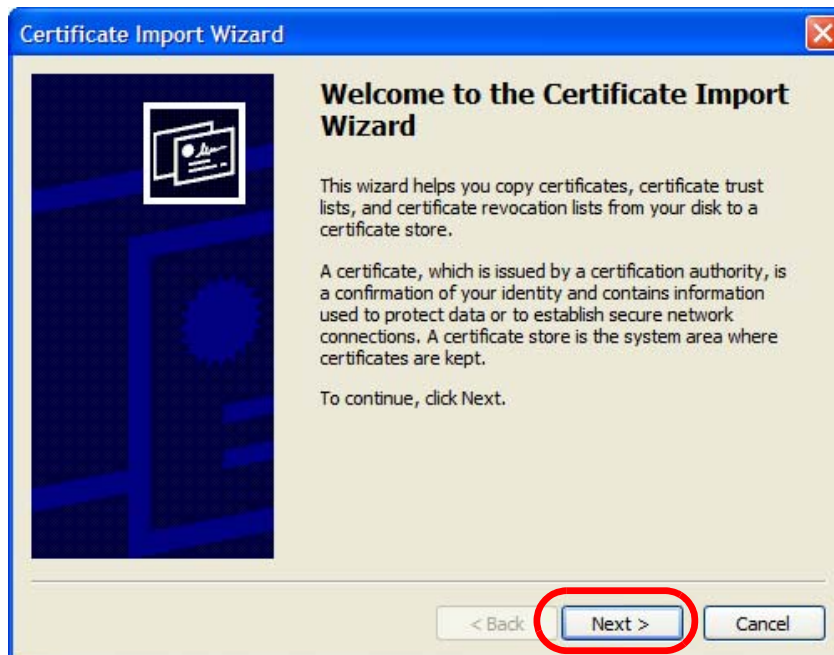 Certificate Import Wizard
Welcome to the Certificate Import
Wizard
This wizard helps you copy certificates, certificate trust
lists, and certificate revocation lists from your disk to a
certificate store.
A certificate, which is issued by a certification authority, is
a confirmation of your identity and contains information
used to protect data or to establish secure network
connections. A certificate store is the system area where
certificates are kept.
To continue, click Next.
< Back Next > Cancel